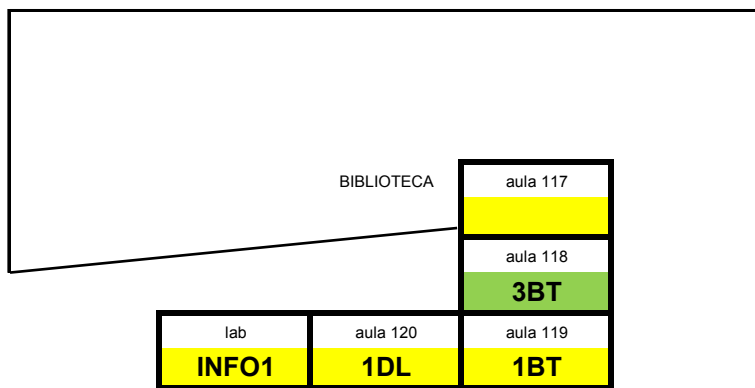 BIBLIOTECA aula 117
aula 118
3BT
lab aula 120 aula 119
INFO1 1DL 1BT